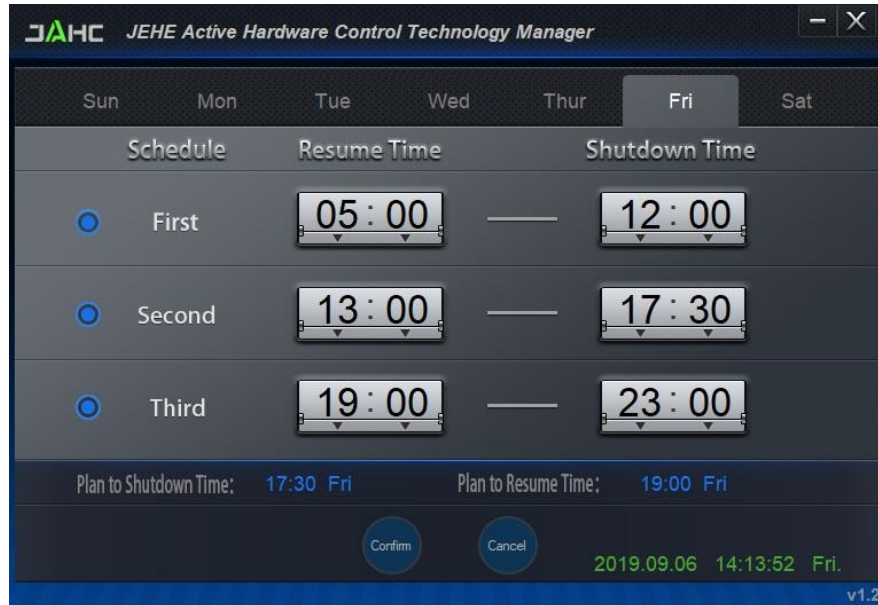 JAHC JEHE Active Hardware Control Technology Manager
Sun Mon Tue Wed Thur Fri Sat
Schedule Resume Time Shutdown Time
First 05:00 12:00
Second 13:00 17:30
Third 19:00 23:00
Plan to Shutdown Time: 17:30 Fri Plan to Resume Time: 19:00 Fri
Confirm Cancel
2019.09.06 14:13:52 Fri.
v1.2